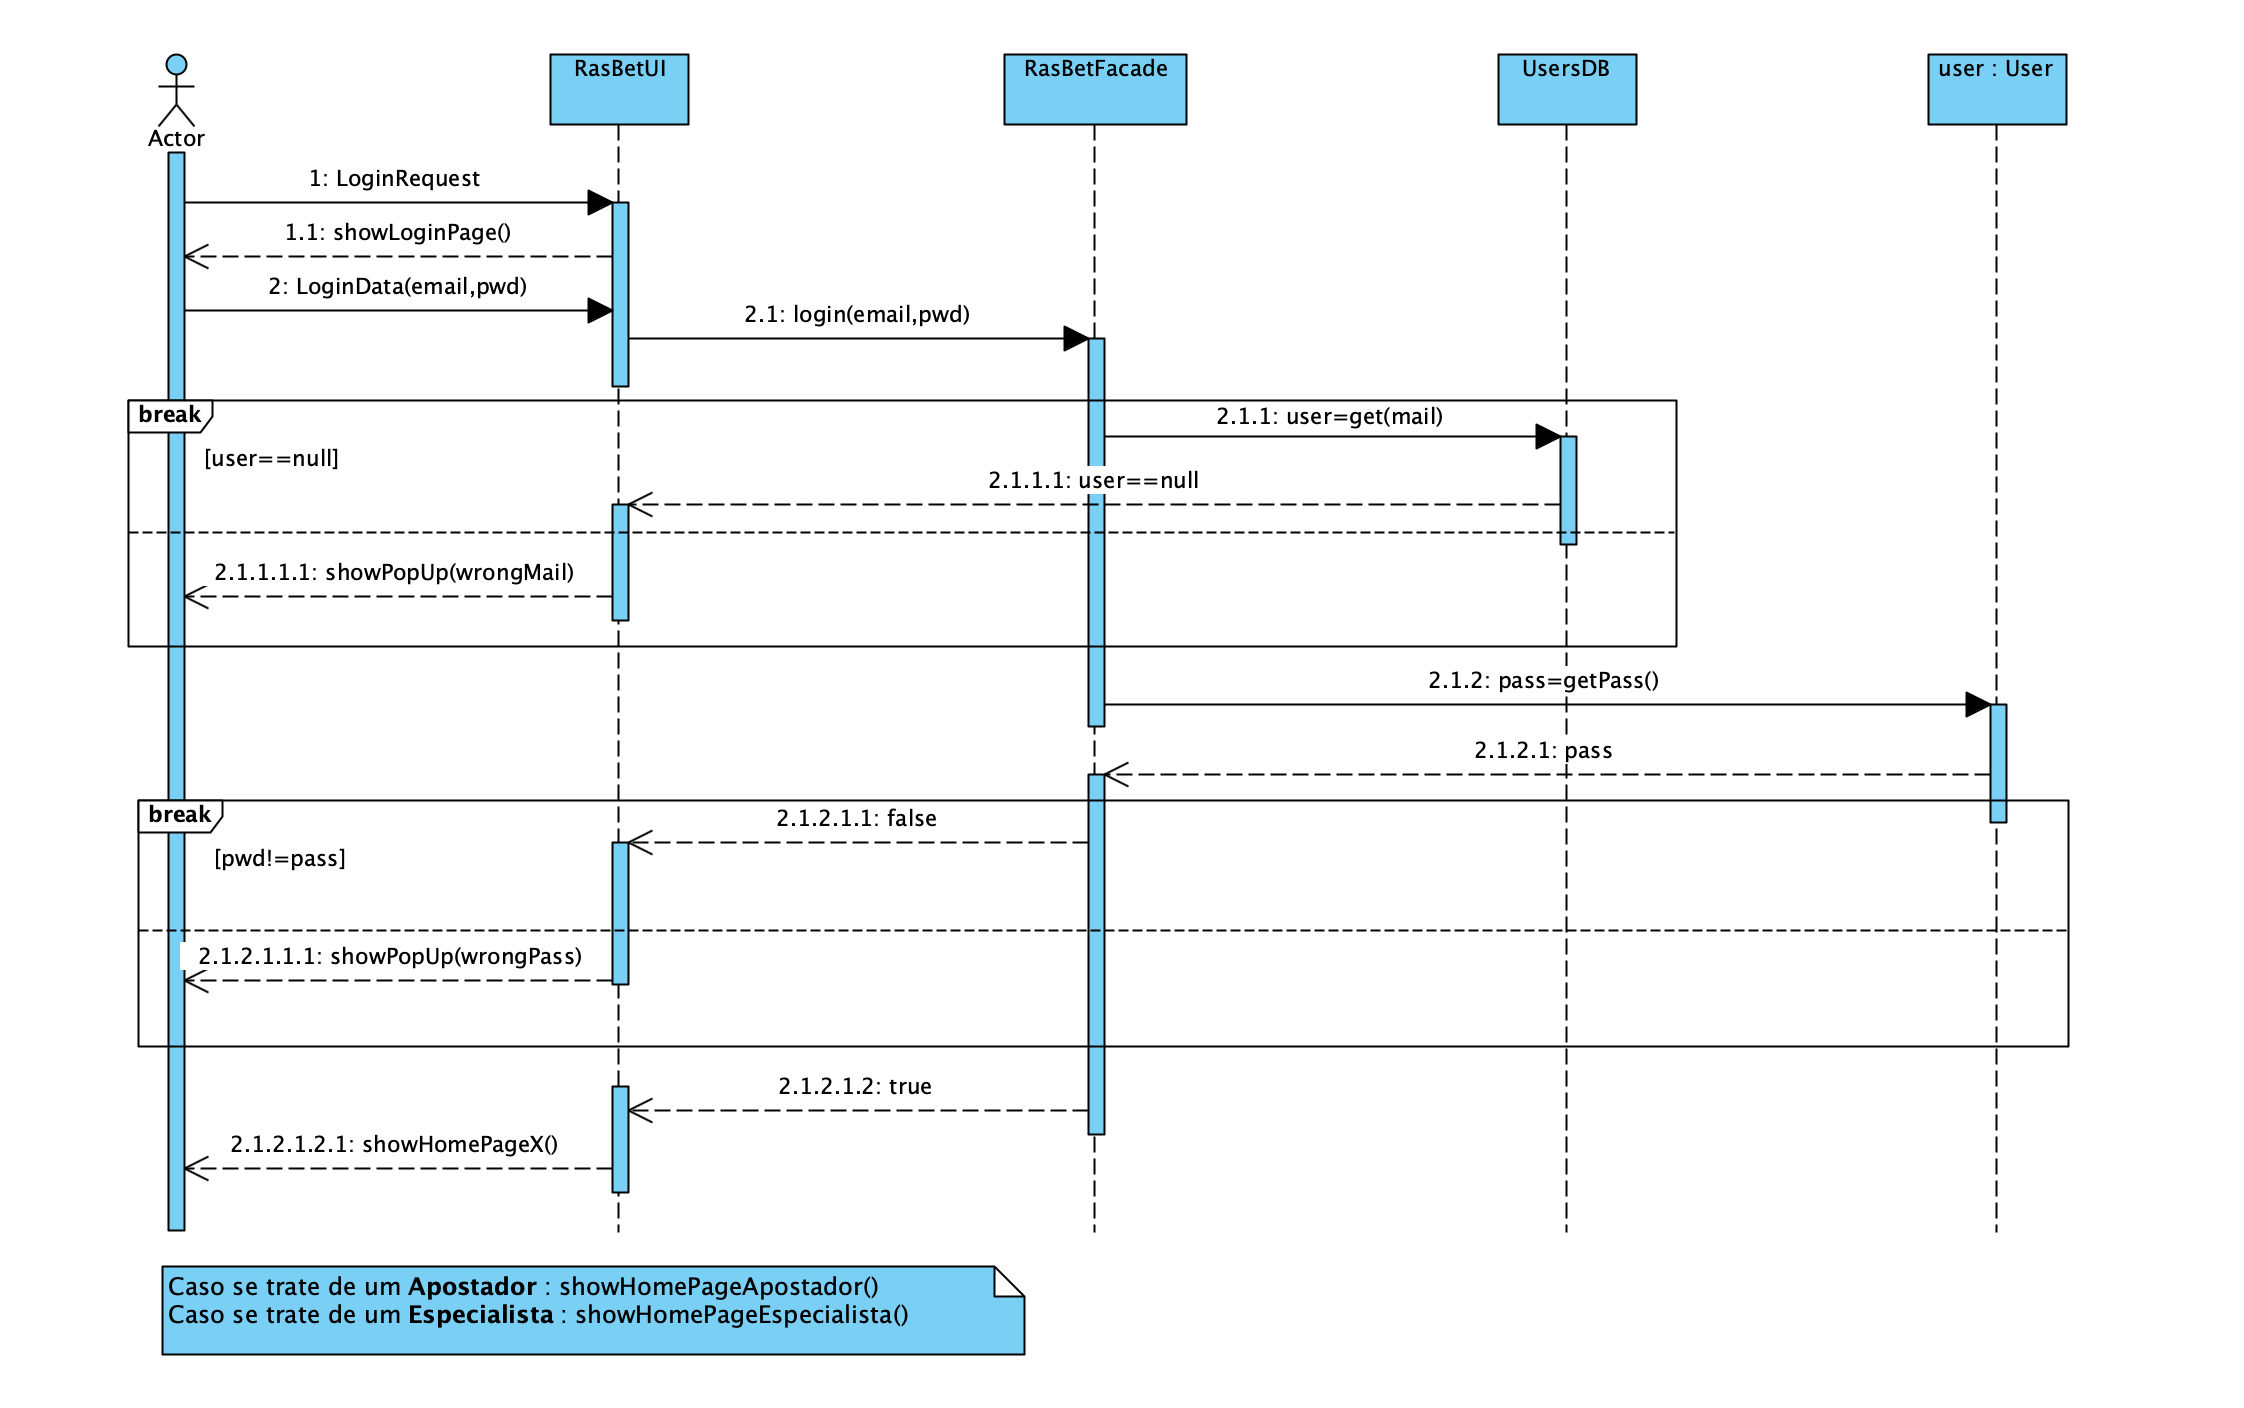 RasBetUI
RasBetFacade
UsersDB
user : User
Actor
1: LoginRequest
1.1: showLoginPage()
2: LoginData(email,pwd)
2.1: login(email,pwd)
break
2.1.1: user=get(mail)
[user==null]
2.1.1.1: user==null
2.1.1.1.1: showPopUp(wrongMail)
2.1.2: pass=getPass()
2.1.2.1: pass
break
2.1.2.1.1: false
[pwd!=pass]
2.1.2.1.1.1: showPopUp(wrongPass)
2.1.2.1.2: true
2.1.2.1.2.1: showHomePageX()
Caso se trate de um Apostador : showHomePageApostador()
Caso se trate de um Especialista : showHomePageEspecialista()